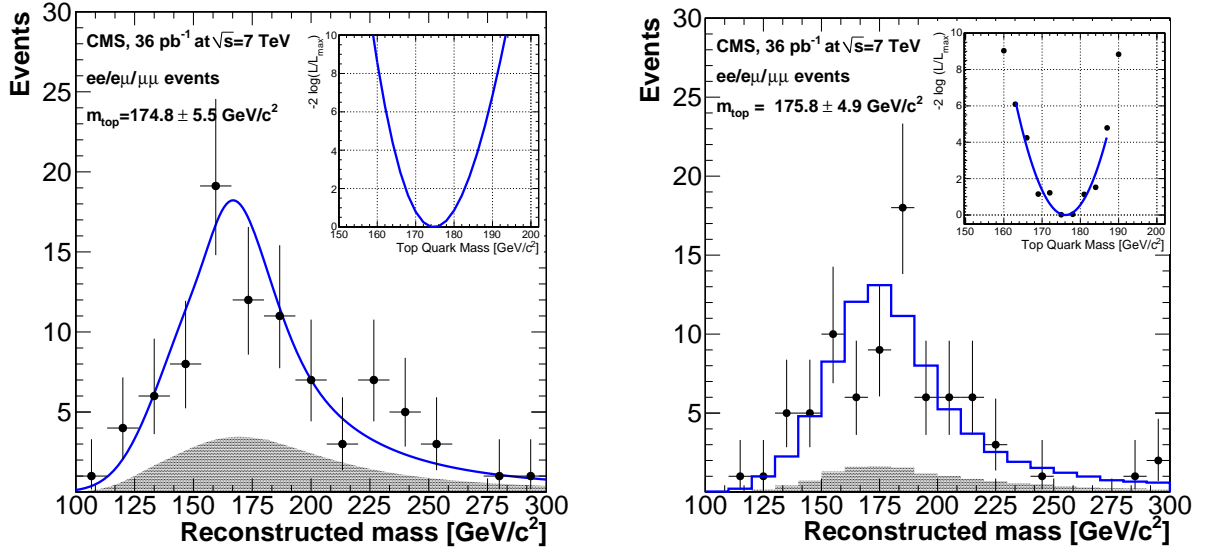 Events
30
25
20
15
10
5
CMS, 36 pb⁻¹ at √s=7 TeV
ee/eμ/μμ events
m_top=174.8 ± 5.5 GeV/c²
-2 log(L/L_max)
10
8
6
4
2
0
150 160 170 180 190 200
Top Quark Mass [GeV/c²]
100 125 150 175 200 225 250 275 300
Reconstructed mass [GeV/c²]
Events
30
25
20
15
10
5
CMS, 36 pb⁻¹ at √s=7 TeV
ee/eμ/μμ events
m_top = 175.8 ± 4.9 GeV/c²
-2 log(L/L_max)
10
8
6
4
2
0
150 160 170 180 190 200
Top Quark Mass [GeV/c²]
100 125 150 175 200 225 250 275 300
Reconstructed mass [GeV/c²]